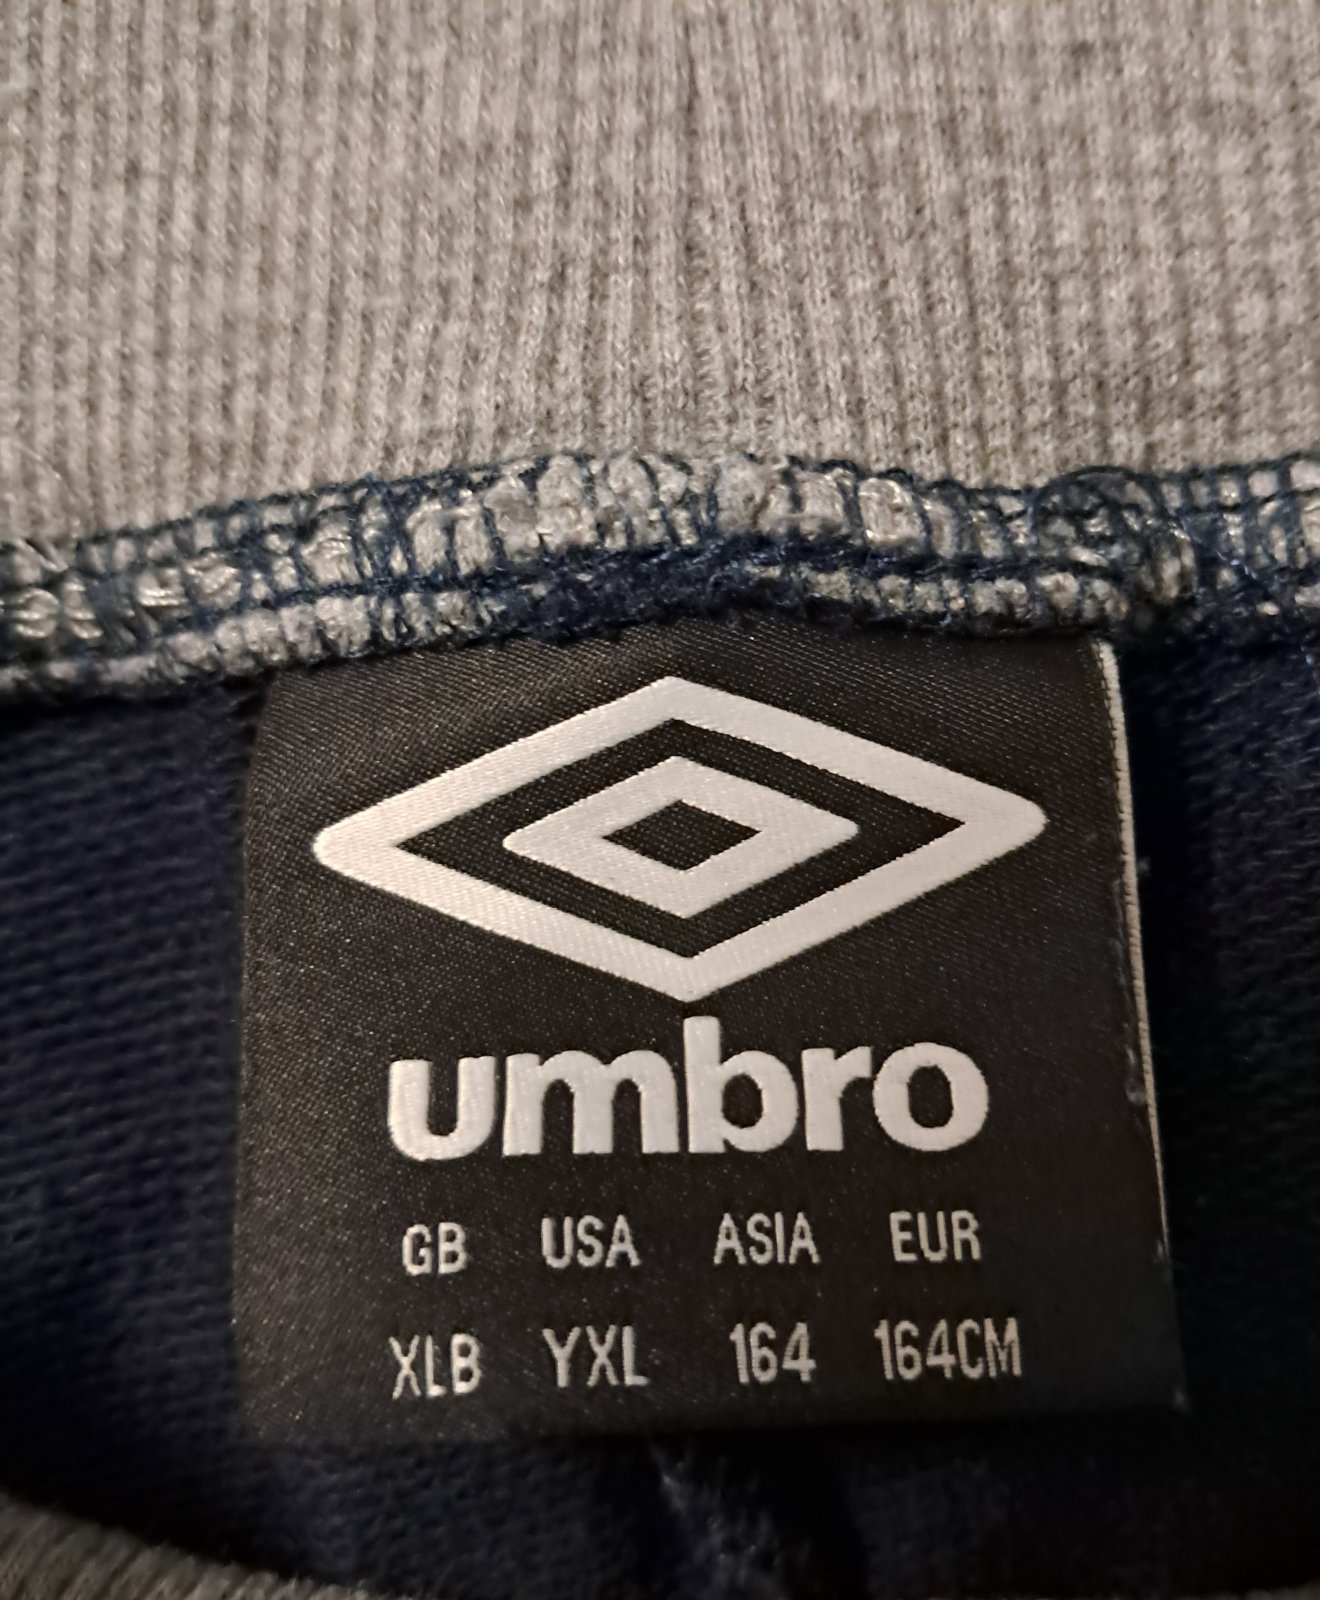 umbro
GB USA ASIA EUR
XLB YXL 164 164CM